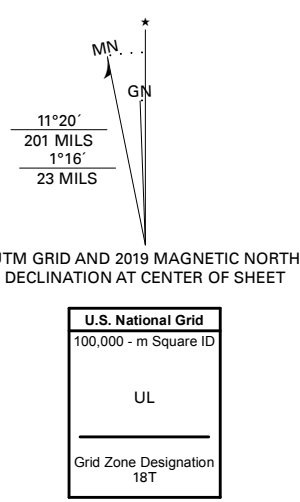 ★
MN
GN
11°20´
201 MILS
1°16´
23 MILS
UTM GRID AND 2019 MAGNETIC NORTH
DECLINATION AT CENTER OF SHEET
U.S. National Grid
100,000 - m Square ID
UL
Grid Zone Designation
18T